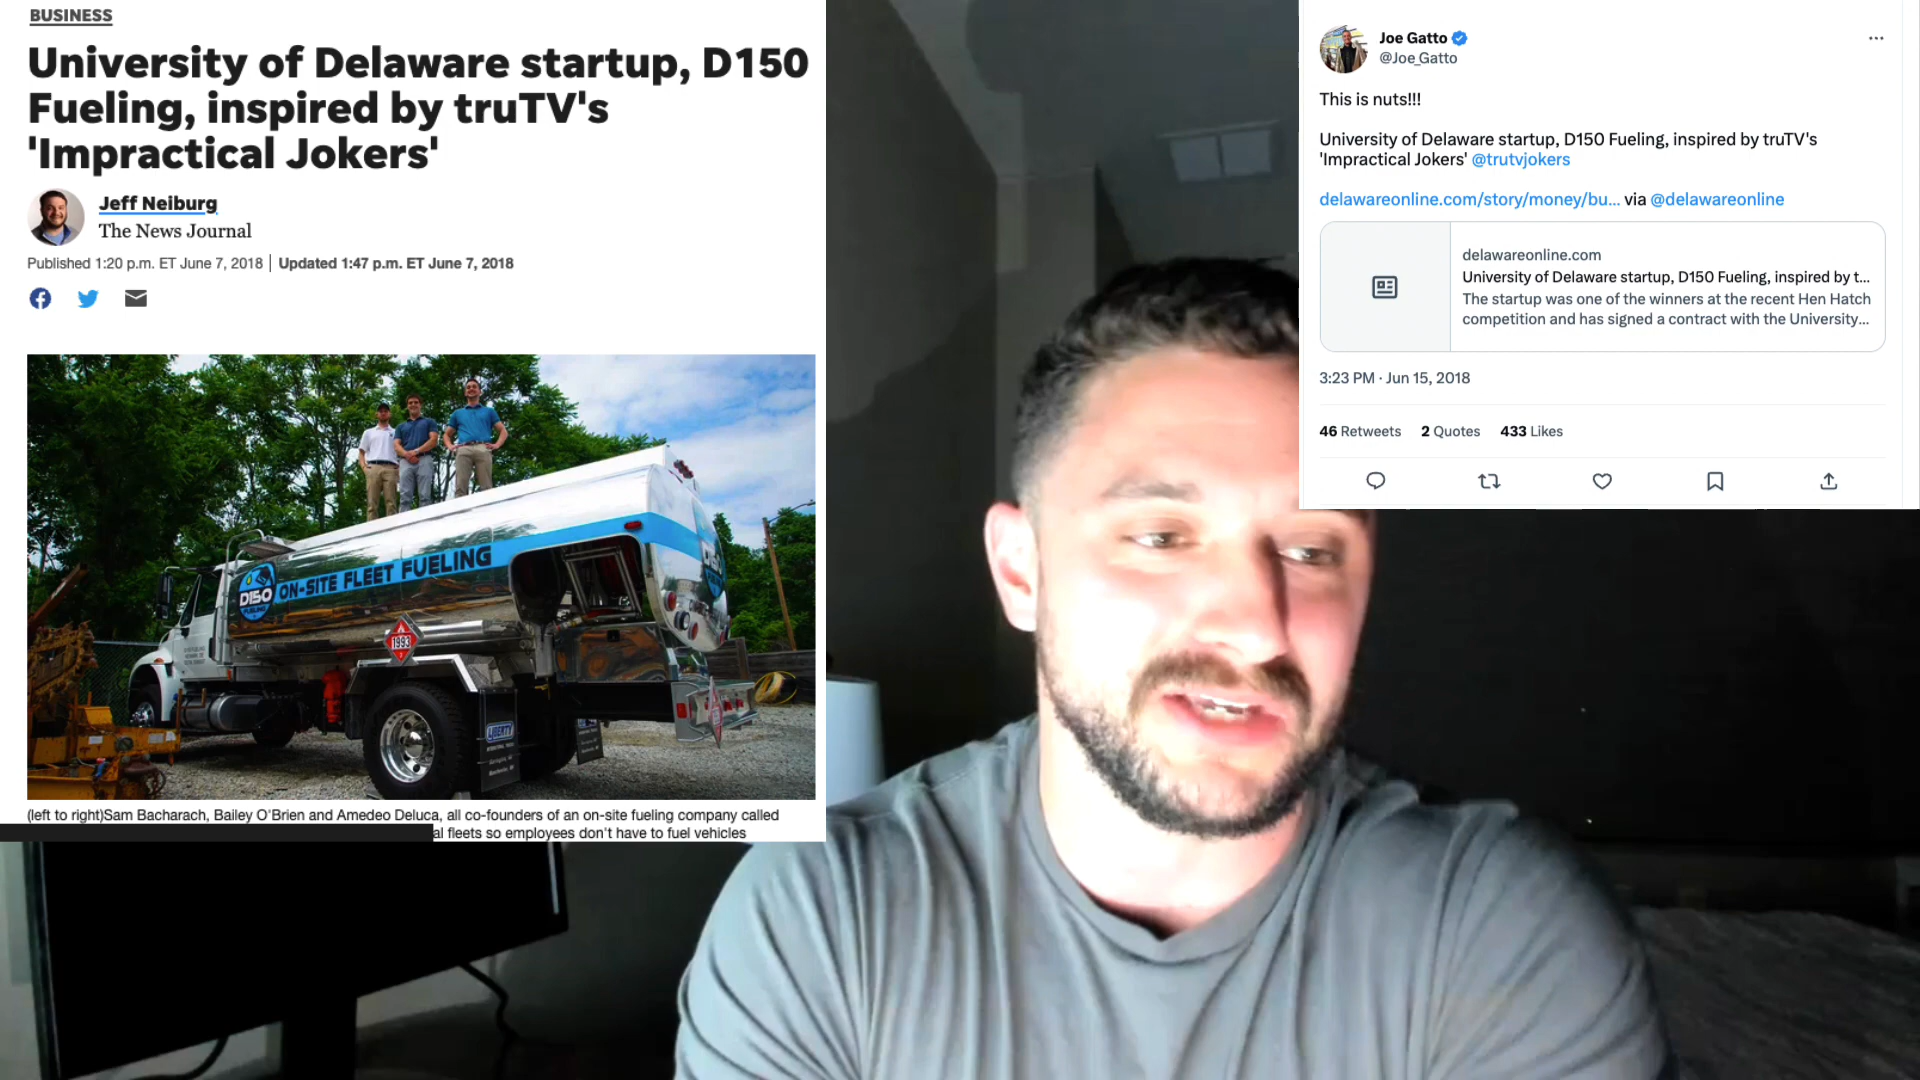 BUSINESS
University of Delaware startup, D150
Fueling, inspired by truTV's
'Impractical Jokers'
Jeff Neiburg
The News Journal
Published 1:20 p.m. ET June 7, 2018 | Updated 1:47 p.m. ET June 7, 2018
D150
FUELING
ON-SITE FLEET FUELING
1993
3
LIBERTY
(left to right)Sam Bacharach, Bailey O'Brien and Amedeo Deluca, all co-founders of an on-site fueling company called
al fleets so employees don't have to fuel vehicles
Joe Gatto
@Joe_Gatto
This is nuts!!!
University of Delaware startup, D150 Fueling, inspired by truTV's
'Impractical Jokers' @trutvjokers
delawareonline.com/story/money/bu... via @delawareonline
delawareonline.com
University of Delaware startup, D150 Fueling, inspired by t...
The startup was one of the winners at the recent Hen Hatch
competition and has signed a contract with the University...
3:23 PM · Jun 15, 2018
46 Retweets 2 Quotes 433 Likes